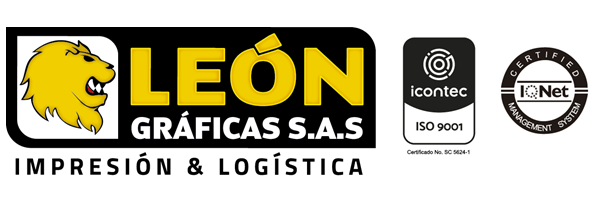 LEÓN
GRÁFICAS S.A.S
IMPRESIÓN & LOGÍSTICA
icontec
ISO 9001
Certificado No. SC 5624-1
CERTIFIED
IQNet
MANAGEMENT SYSTEM